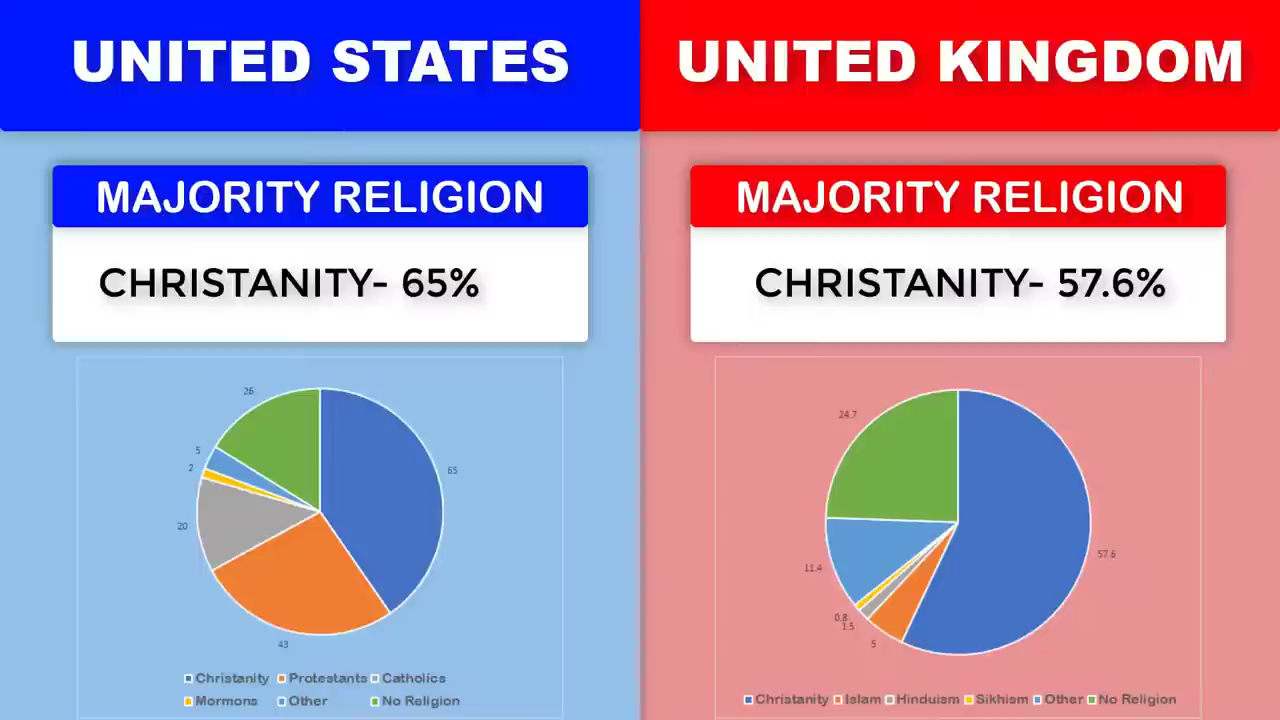 UNITED STATES
MAJORITY RELIGION
CHRISTANITY- 65%
26
5
2
20
65
43
Christanity Protestants Catholics
Mormons Other No Religion
UNITED KINGDOM
MAJORITY RELIGION
CHRISTANITY- 57.6%
24.7
11.4
0.8
1.5
5
57.6
Christanity Islam Hinduism Sikhism Other No Religion